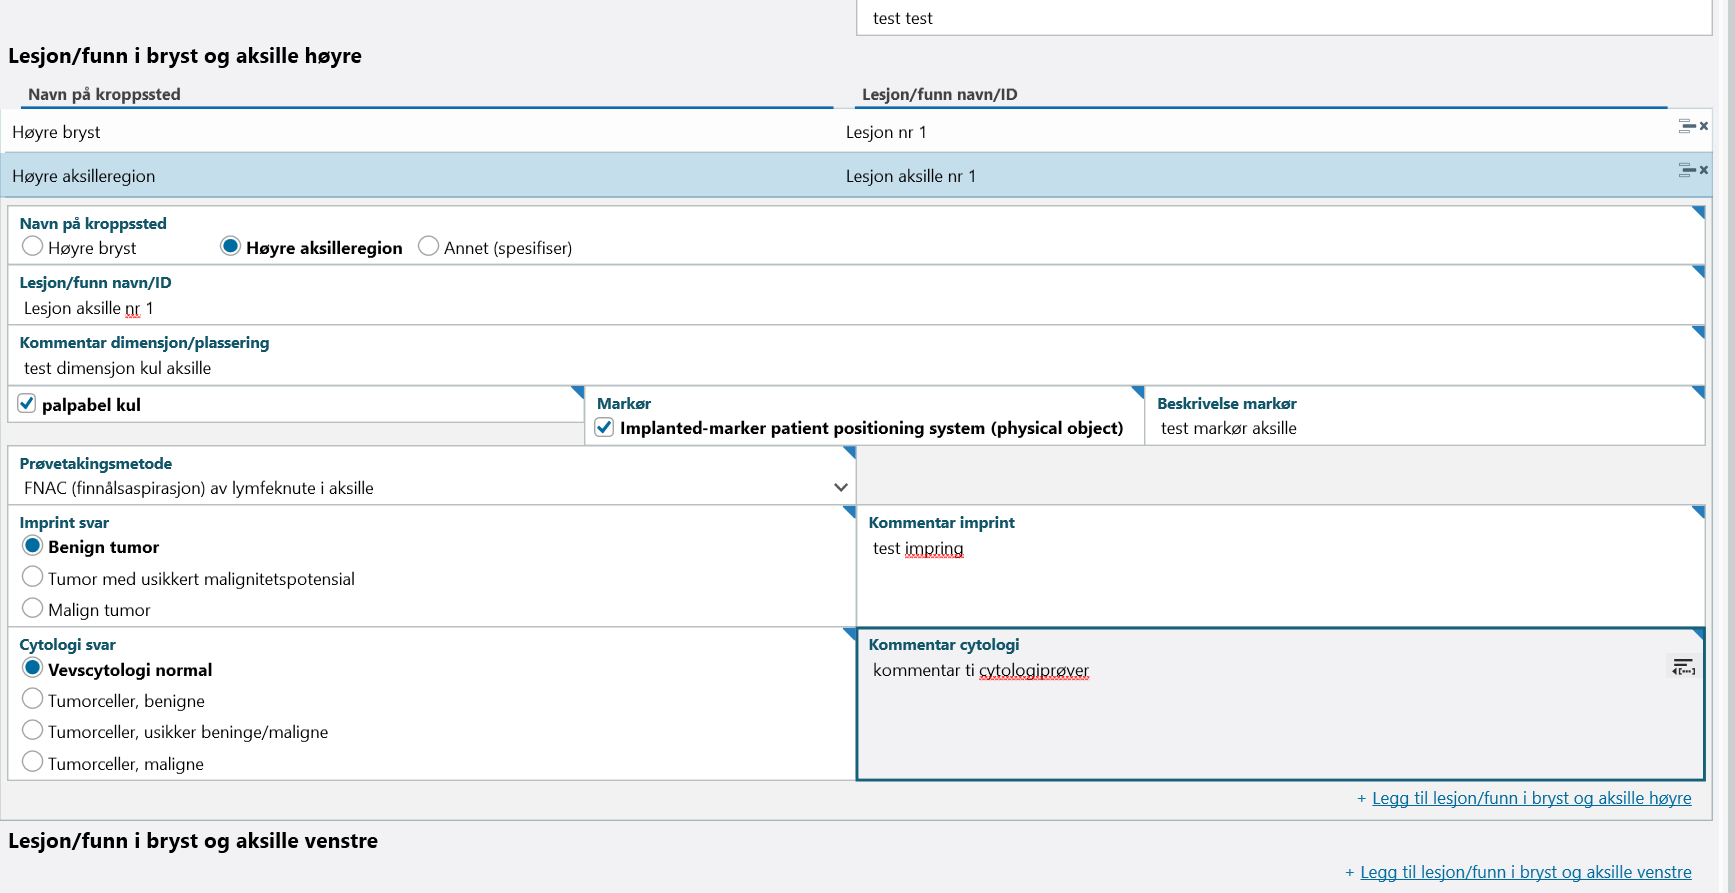 test test
Lesjon/funn i bryst og aksille høyre
Navn på kroppssted Lesjon/funn navn/ID
Høyre bryst Lesjon nr 1
Høyre aksilleregion Lesjon aksille nr 1
Navn på kroppssted
Høyre bryst Høyre aksilleregion Annet (spesifiser)
Lesjon/funn navn/ID
Lesjon aksille nr 1
Kommentar dimensjon/plassering
test dimensjon kul aksille
palpabel kul
Markør
Implanted-marker patient positioning system (physical object)
Beskrivelse markør
test markør aksille
Prøvetakingsmetode
FNAC (finnålsaspirasjon) av lymfeknute i aksille
Imprint svar
Benign tumor
Tumor med usikkert malignitetspotensial
Malign tumor
Kommentar imprint
test impring
Cytologi svar
Vevscytologi normal
Tumorceller, benigne
Tumorceller, usikker beninge/maligne
Tumorceller, maligne
Kommentar cytologi
kommentar ti cytologiprøver
+ Legg til lesjon/funn i bryst og aksille høyre
Lesjon/funn i bryst og aksille venstre
+ Legg til lesjon/funn i bryst og aksille venstre